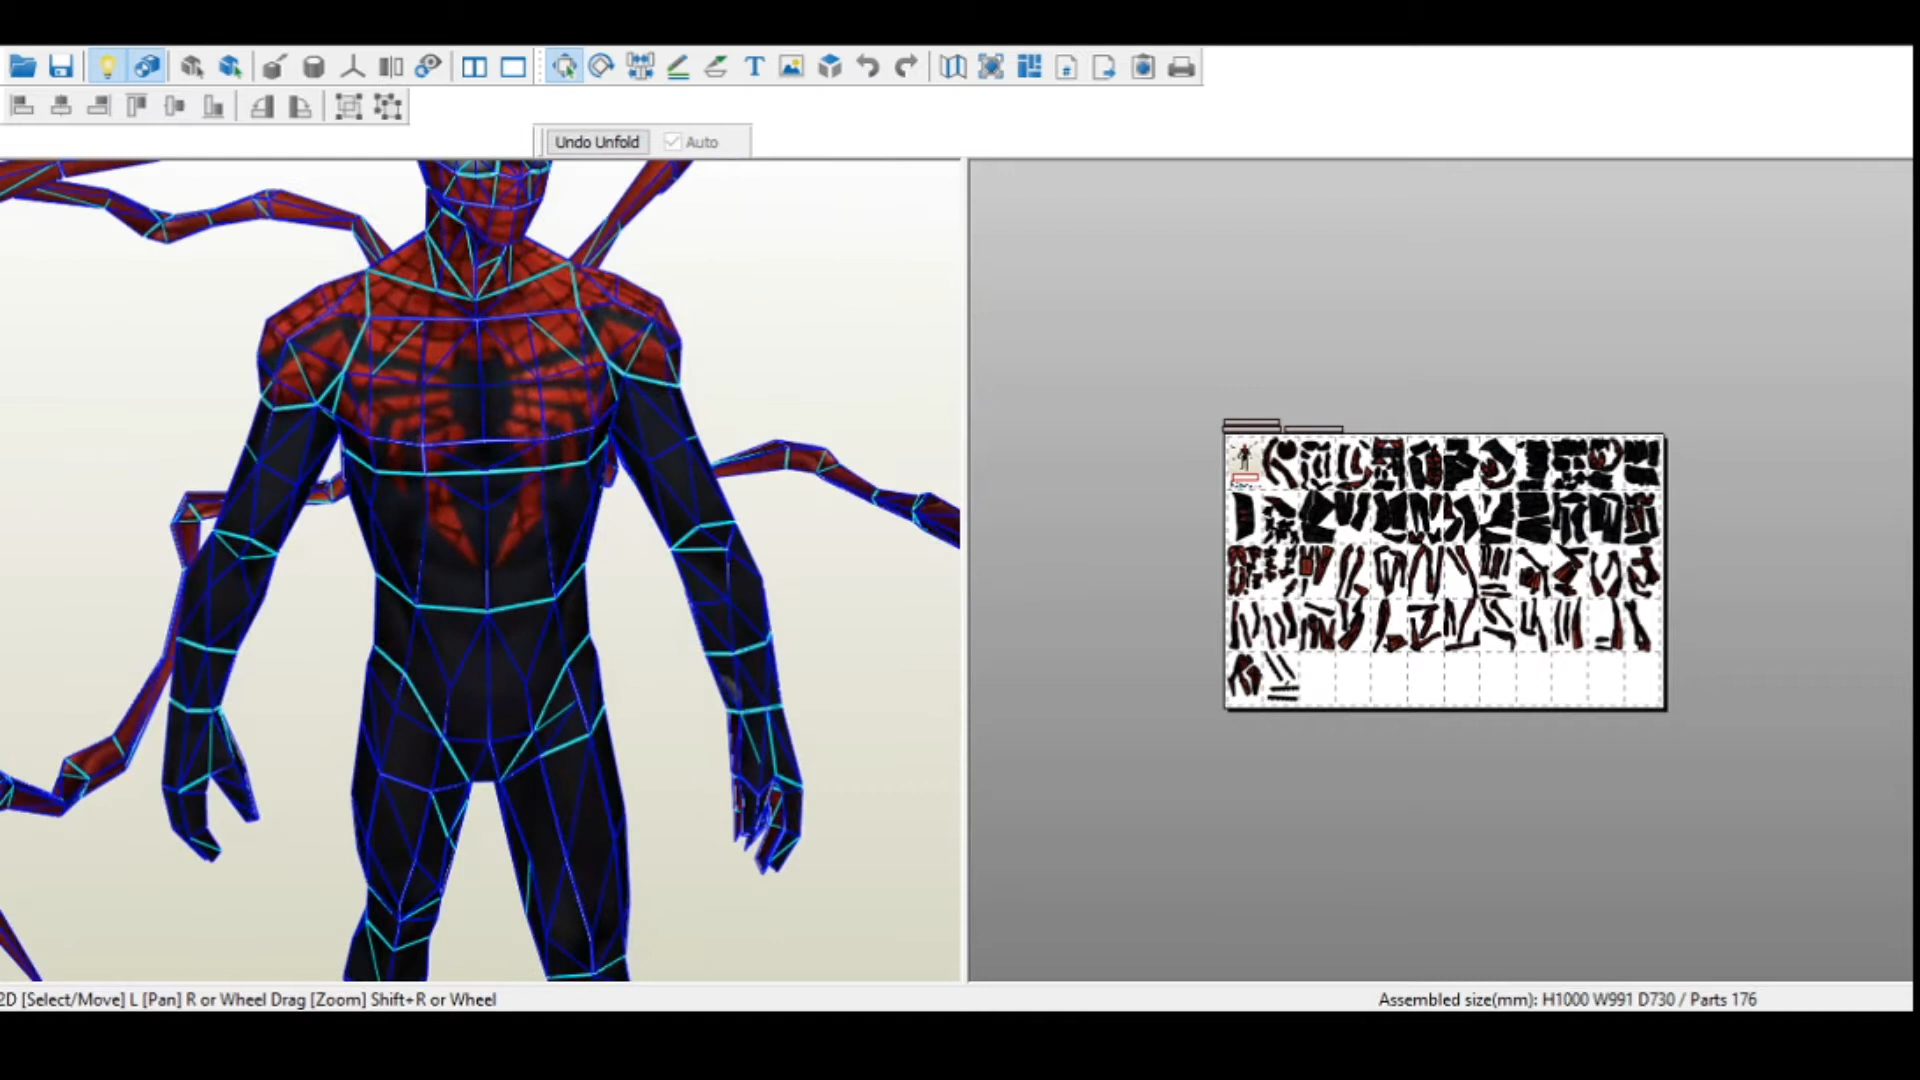 Undo Unfold
Auto
2D [Select/Move] L [Pan] R or Wheel Drag [Zoom] Shift+R or Wheel
Assembled size(mm): H1000 W991 D730 / Parts 176